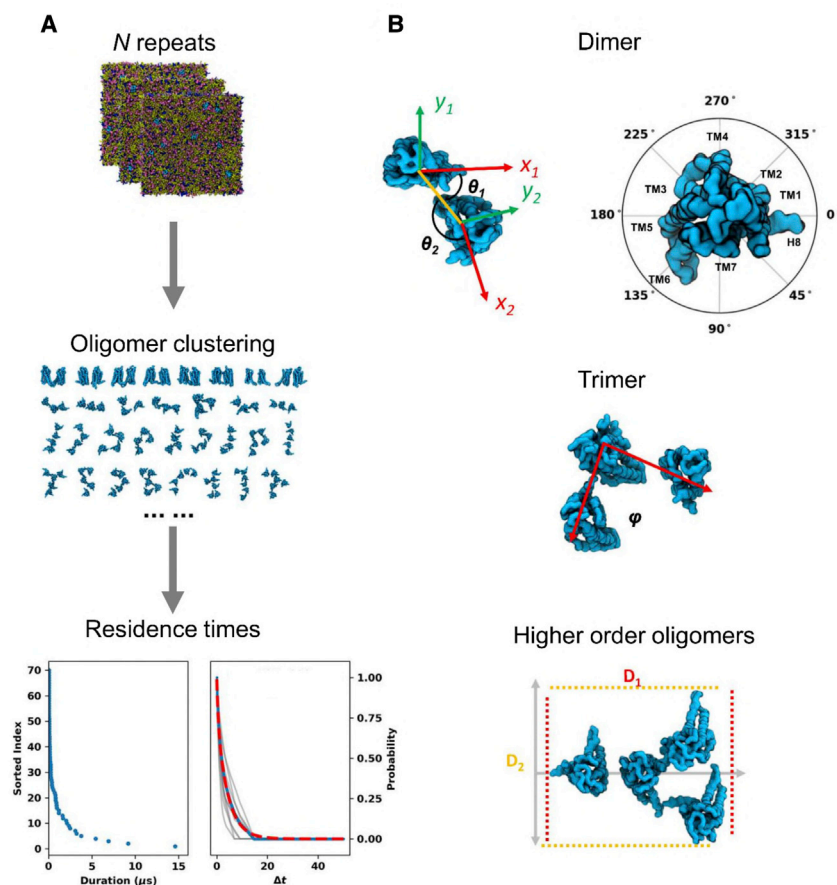 A
N repeats
Oligomer clustering
... ...
Residence times
70
60
50
40
30
20
10
0
Sorted Index
0 5 10 15
Duration (μs)
1.00
0.75
0.50
0.25
0.00
Probability
0 20 40
Δt
B
Dimer
y1
x1
θ1
y2
θ2
x2
270°
225° TM4 315°
TM2
TM3 TM1
180° 0
TM5
H8
TM6 TM7
135° 45°
90°
Trimer
φ
Higher order oligomers
D1
D2